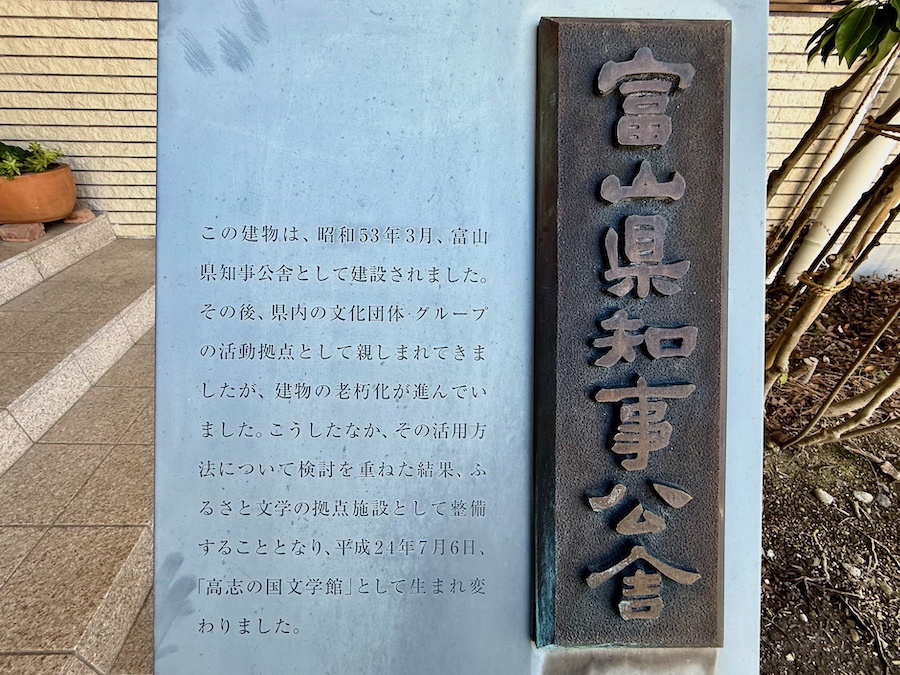 富山県知事公舎
この建物は、昭和53年3月、富山
県知事公舎として建設されました。
その後、県内の文化団体・グループ
の活動拠点として親しまれてきま
したが、建物の老朽化が進んでい
ました。こうしたなか、その活用方
法について検討を重ねた結果、ふ
るさと文学の拠点施設として整備
することとなり、平成24年7月6日、
「高志の国文学館」として生まれ変
わりました。